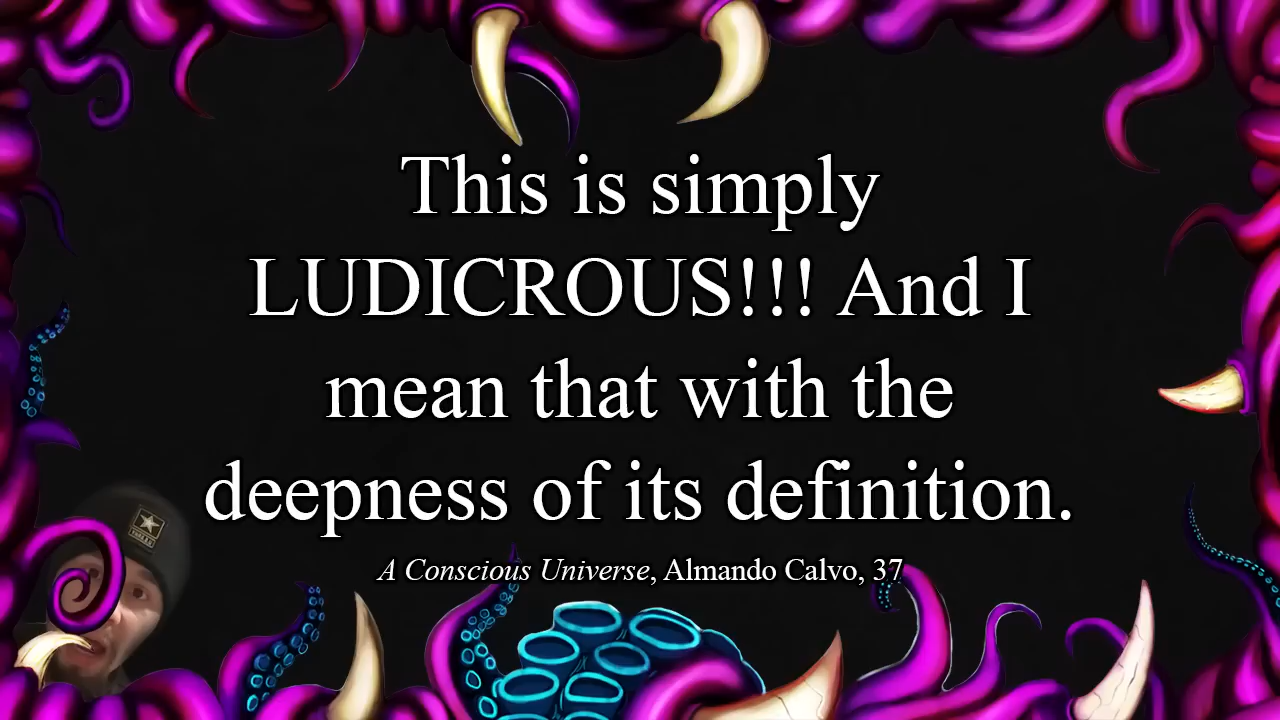 This is simply
LUDICROUS!!! And I
mean that with the
deepness of its definition.
A Conscious Universe, Almando Calvo, 37